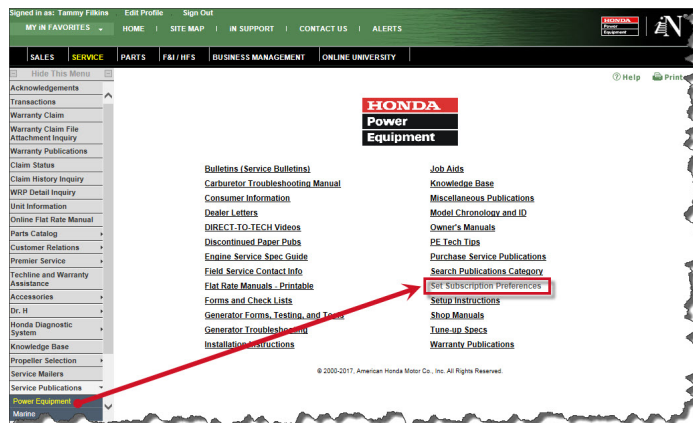 Signed in as: Tammy Filkins Edit Profile Sign Out
MY iN FAVORITES HOME | SITE MAP | iN SUPPORT | CONTACT US | ALERTS
HONDA
Power
Equipment
iN
SALES SERVICE PARTS F&I / HFS BUSINESS MANAGEMENT ONLINE UNIVERSITY
Hide This Menu
Help Print
Acknowledgements
Transactions
Warranty Claim
Warranty Claim File
Attachment Inquiry
Warranty Publications
Claim Status
Claim History Inquiry
WRP Detail Inquiry
Unit Information
Online Flat Rate Manual
Parts Catalog
Customer Relations
Premier Service
Techline and Warranty
Assistance
Accessories
Dr. H
Honda Diagnostic
System
Knowledge Base
Propeller Selection
Service Mailers
Service Publications
Power Equipment
Marine
HONDA
Power
Equipment
Bulletins (Service Bulletins)
Carburetor Troubleshooting Manual
Consumer Information
Dealer Letters
DIRECT-TO-TECH Videos
Discontinued Paper Pubs
Engine Service Spec Guide
Field Service Contact Info
Flat Rate Manuals - Printable
Forms and Check Lists
Generator Forms, Testing, and Tools
Generator Troubleshooting
Installation Instructions
Job Aids
Knowledge Base
Miscellaneous Publications
Model Chronology and ID
Owner's Manuals
PE Tech Tips
Purchase Service Publications
Search Publications Category
Set Subscription Preferences
Setup Instructions
Shop Manuals
Tune-up Specs
Warranty Publications
© 2000-2017, American Honda Motor Co., Inc. All Rights Reserved.